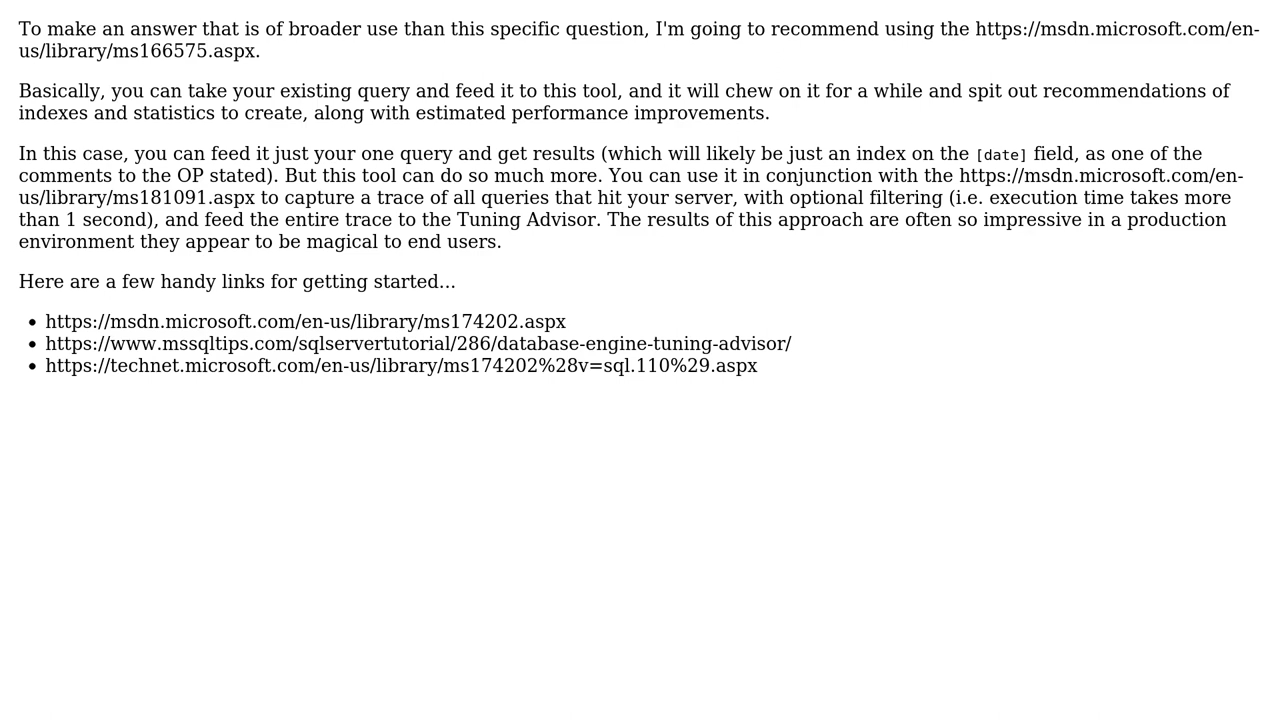 To make an answer that is of broader use than this specific question, I'm going to recommend using the https://msdn.microsoft.com/en-
us/library/ms166575.aspx.
Basically, you can take your existing query and feed it to this tool, and it will chew on it for a while and spit out recommendations of
indexes and statistics to create, along with estimated performance improvements.
In this case, you can feed it just your one query and get results (which will likely be just an index on the [date] field, as one of the
comments to the OP stated). But this tool can do so much more. You can use it in conjunction with the https://msdn.microsoft.com/en-
us/library/ms181091.aspx to capture a trace of all queries that hit your server, with optional filtering (i.e. execution time takes more
than 1 second), and feed the entire trace to the Tuning Advisor. The results of this approach are often so impressive in a production
environment they appear to be magical to end users.
Here are a few handy links for getting started...
• https://msdn.microsoft.com/en-us/library/ms174202.aspx
• https://www.mssqltips.com/sqlservertutorial/286/database-engine-tuning-advisor/
• https://technet.microsoft.com/en-us/library/ms174202%28v=sql.110%29.aspx